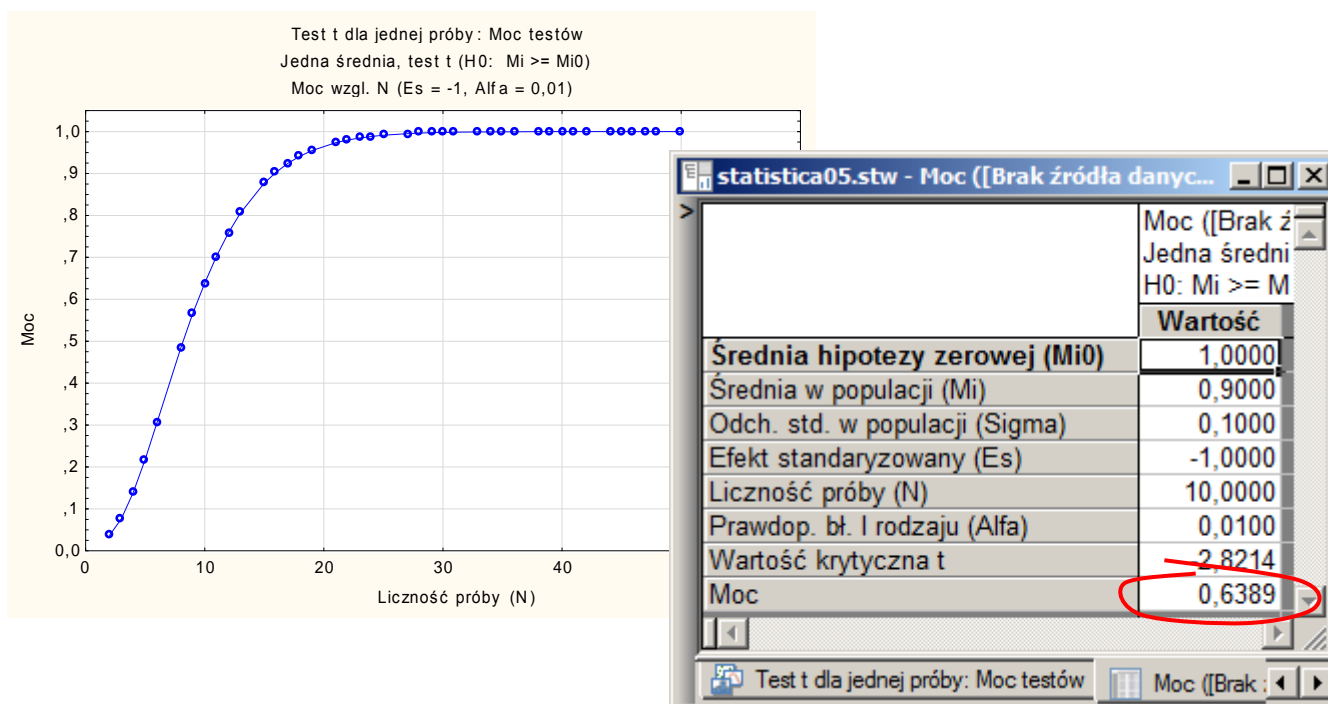 Test t dla jednej próby: Moc testów
Jedna średnia, test t (H0: Mi >= Mi0)
Moc wzgl. N (Es = -1, Alfa = 0,01)
1,0
,9
,8
,7
,6
,5
,4
,3
,2
,1
0,0
Moc
0 10 20 30 40
Liczność próby (N)
statistica05.stw - Moc ([Brak źródła danyc...
>
Moc ([Brak ź
Jedna średni
H0: Mi >= M
Wartość
Średnia hipotezy zerowej (Mi0) 1,0000
Średnia w populacji (Mi) 0,9000
Odch. std. w populacji (Sigma) 0,1000
Efekt standaryzowany (Es) -1,0000
Liczność próby (N) 10,0000
Prawdop. bł. I rodzaju (Alfa) 0,0100
Wartość krytyczna t -2,8214
Moc 0,6389
Test t dla jednej próby: Moc testów Moc ([Brak :